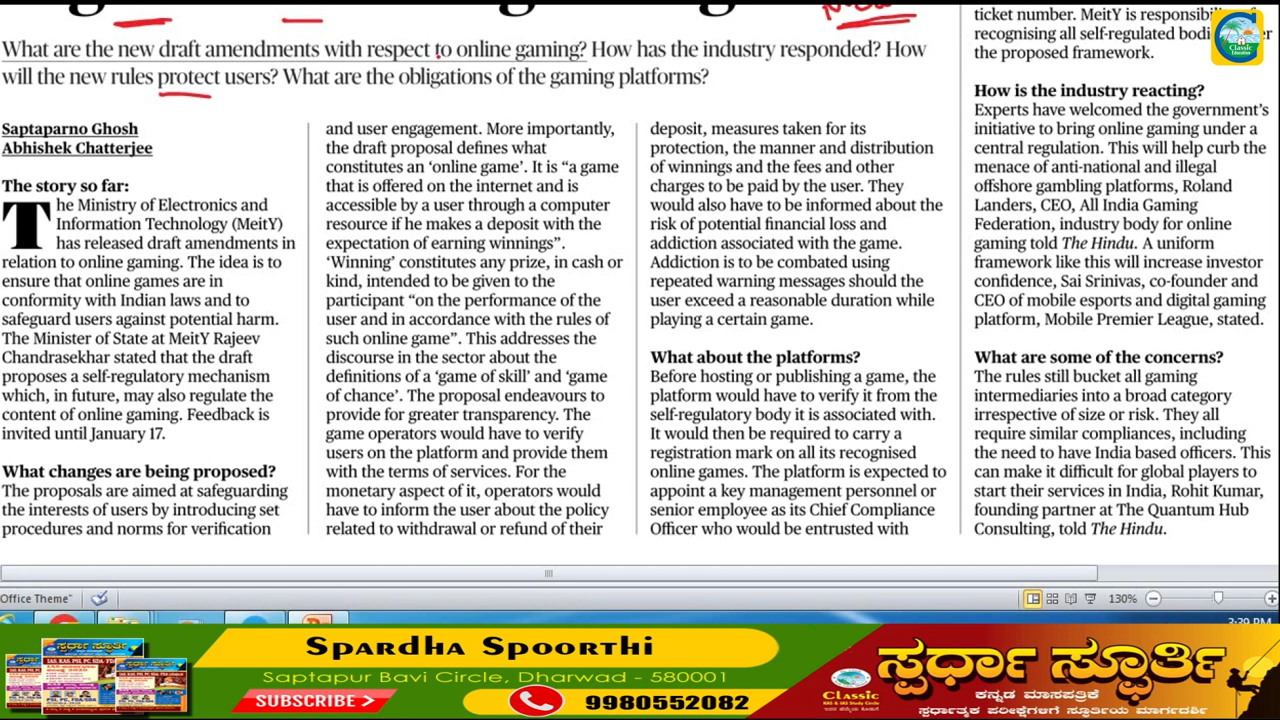 What are the new draft amendments with respect to online gaming? How has the industry responded? How
will the new rules protect users? What are the obligations of the gaming platforms?
Saptaparno Ghosh
Abhishek Chatterjee
The story so far:
The Ministry of Electronics and
Information Technology (MeitY)
has released draft amendments in
relation to online gaming. The idea is to
ensure that online games are in
conformity with Indian laws and to
safeguard users against potential harm.
The Minister of State at MeitY Rajeev
Chandrasekhar stated that the draft
proposes a self-regulatory mechanism
which, in future, may also regulate the
content of online gaming. Feedback is
invited until January 17.
What changes are being proposed?
The proposals are aimed at safeguarding
the interests of users by introducing set
procedures and norms for verification
and user engagement. More importantly,
the draft proposal defines what
constitutes an ‘online game’. It is “a game
that is offered on the internet and is
accessible by a user through a computer
resource if he makes a deposit with the
expectation of earning winnings”.
‘Winning’ constitutes any prize, in cash or
kind, intended to be given to the
participant “on the performance of the
user and in accordance with the rules of
such online game”. This addresses the
discourse in the sector about the
definitions of a ‘game of skill’ and ‘game
of chance’. The proposal endeavours to
provide for greater transparency. The
game operators would have to verify
users on the platform and provide them
with the terms of services. For the
monetary aspect of it, operators would
have to inform the user about the policy
related to withdrawal or refund of their
deposit, measures taken for its
protection, the manner and distribution
of winnings and the fees and other
charges to be paid by the user. They
would also have to be informed about the
risk of potential financial loss and
addiction associated with the game.
Addiction is to be combated using
repeated warning messages should the
user exceed a reasonable duration while
playing a certain game.
What about the platforms?
Before hosting or publishing a game, the
platform would have to verify it from the
self-regulatory body it is associated with.
It would then be required to carry a
registration mark on all its recognised
online games. The platform is expected to
appoint a key management personnel or
senior employee as its Chief Compliance
Officer who would be entrusted with
ticket number. MeitY is
recognising all self-regulated
the proposed framework.
How is the industry reacting?
Experts have welcomed the government’s
initiative to bring online gaming under a
central regulation. This will help curb the
menace of anti-national and illegal
offshore gambling platforms, Roland
Landers, CEO, All India Gaming
Federation, industry body for online
gaming told The Hindu. A uniform
framework like this will increase investor
confidence, Sai Srinivas, co-founder and
CEO of mobile esports and digital gaming
platform, Mobile Premier League, stated.
What are some of the concerns?
The rules still bucket all gaming
intermediaries into a broad category
irrespective of size or risk. They all
require similar compliances, including
the need to have India based officers. This
can make it difficult for global players to
start their services in India, Rohit Kumar,
founding partner at The Quantum Hub
Consulting, told The Hindu.
Classic
Education
Office Theme"
130%
3:39 PM
Spardha Spoorthi
Saptapur Bavi Circle, Dharwad - 580001
SUBSCRIBE
9980552082
ಸ್ಪರ್ಧಾ ಸ್ಫೂರ್ತಿ
ಕನ್ನಡ ಮಾಸಪತ್ರಿಕೆ
ಸ್ಪರ್ಧಾತ್ಮಕ ಪರೀಕ್ಷೆಗಳಿಗೆ ಸ್ಫೂರ್ತಿಯ ಮಾರ್ಗದರ್ಶಿ
Classic
KAS & IAS Study Circle